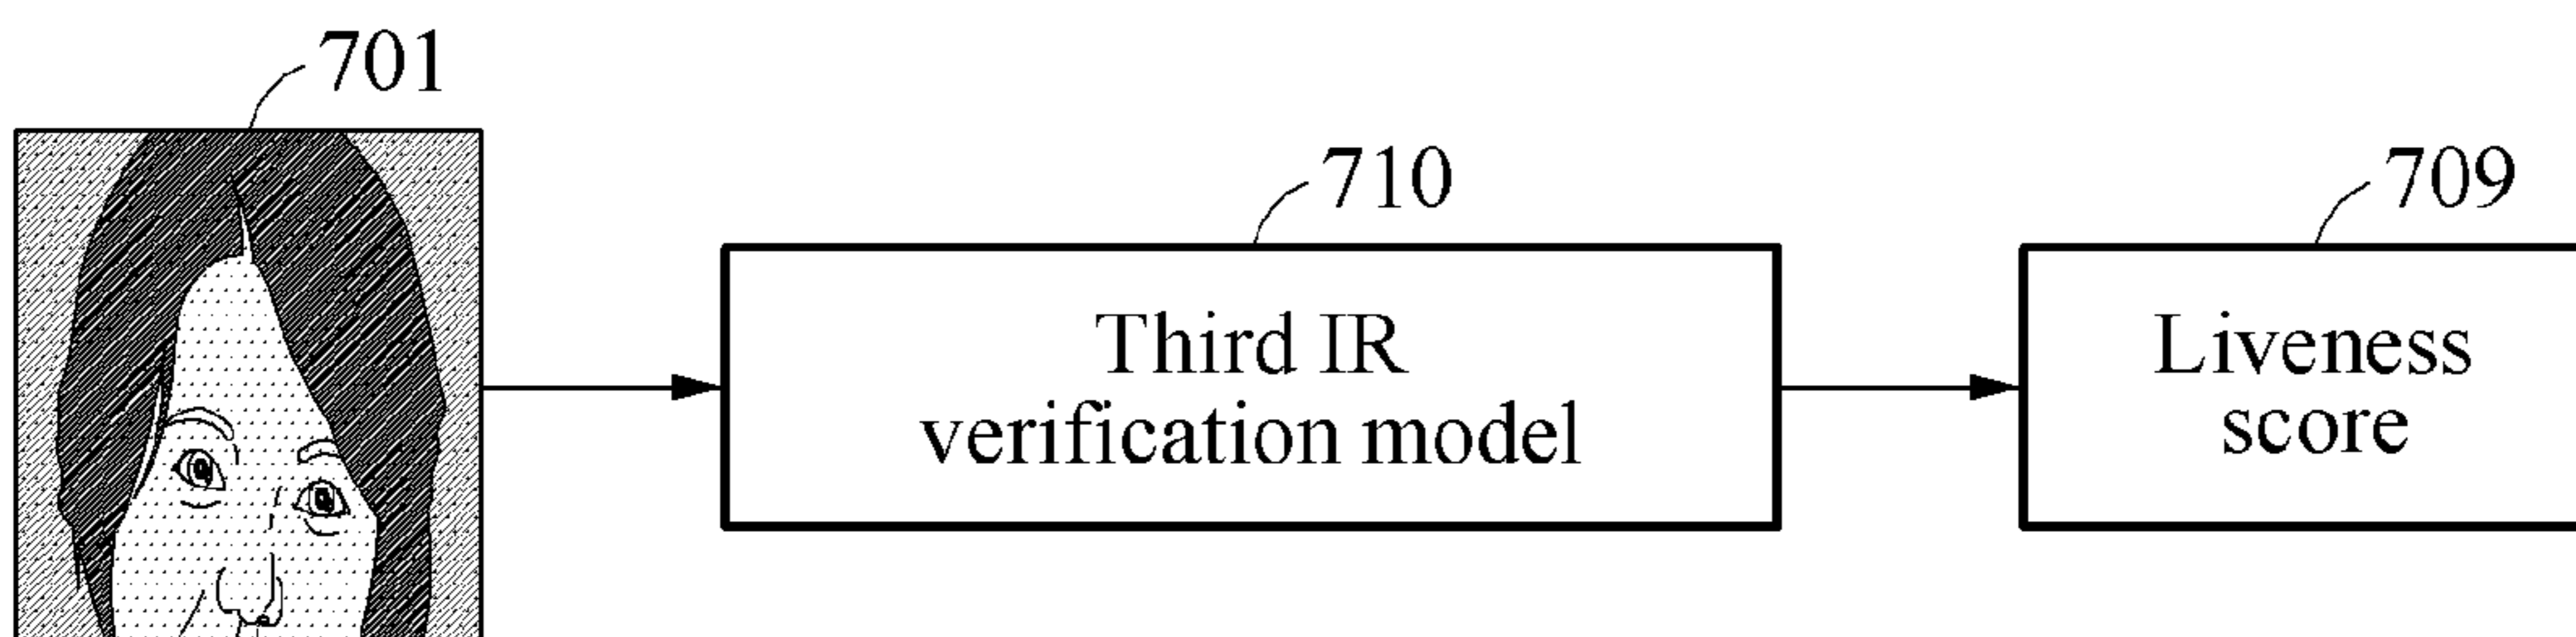 701
710
709
Third IR
verification model
Liveness
score